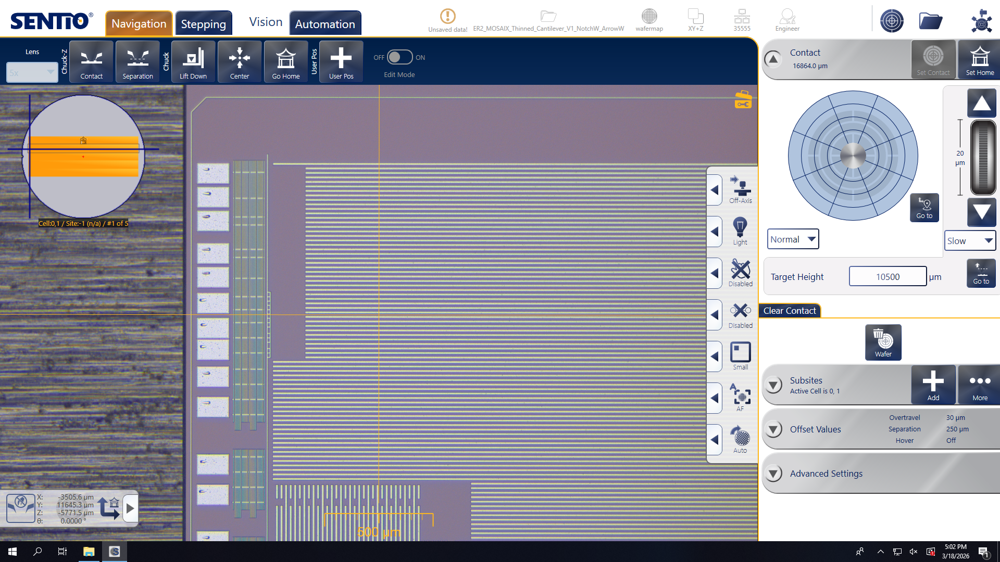 SENTIO®
Navigation
Stepping
Vision
Automation
Unsaved data!
ER2_MOSAIX_Thinned_Cantilever_V1_NotchW_ArrowW
wafermap
XY+Z
35555
Engineer
Lens
5x
Chuck-Z
Contact
Separation
Chuck
Lift Down
Center
Go Home
User Pos
User Pos
OFF
ON
Edit Mode
Contact
16864.0 µm
Set Contact
Set Home
Cell:0,1 / Site:-1 (n/a) / #1 of 5
Off-Axis
Light
Disabled
Disabled
Small
A
AF
Auto
20
µm
Go to
Normal
Slow
Target Height
10500
µm
Go to
Clear Contact
Wafer
Subsites
Active Cell is 0, 1
Add
More
Offset Values
Overtravel 30 µm
Separation 250 µm
Hover Off
Advanced Settings
X: -3505.6 µm
Y: 11645.3 µm
Z: -5771.5 µm
θ: 0.0000 °
500 µm
5:02 PM
3/18/2026
1